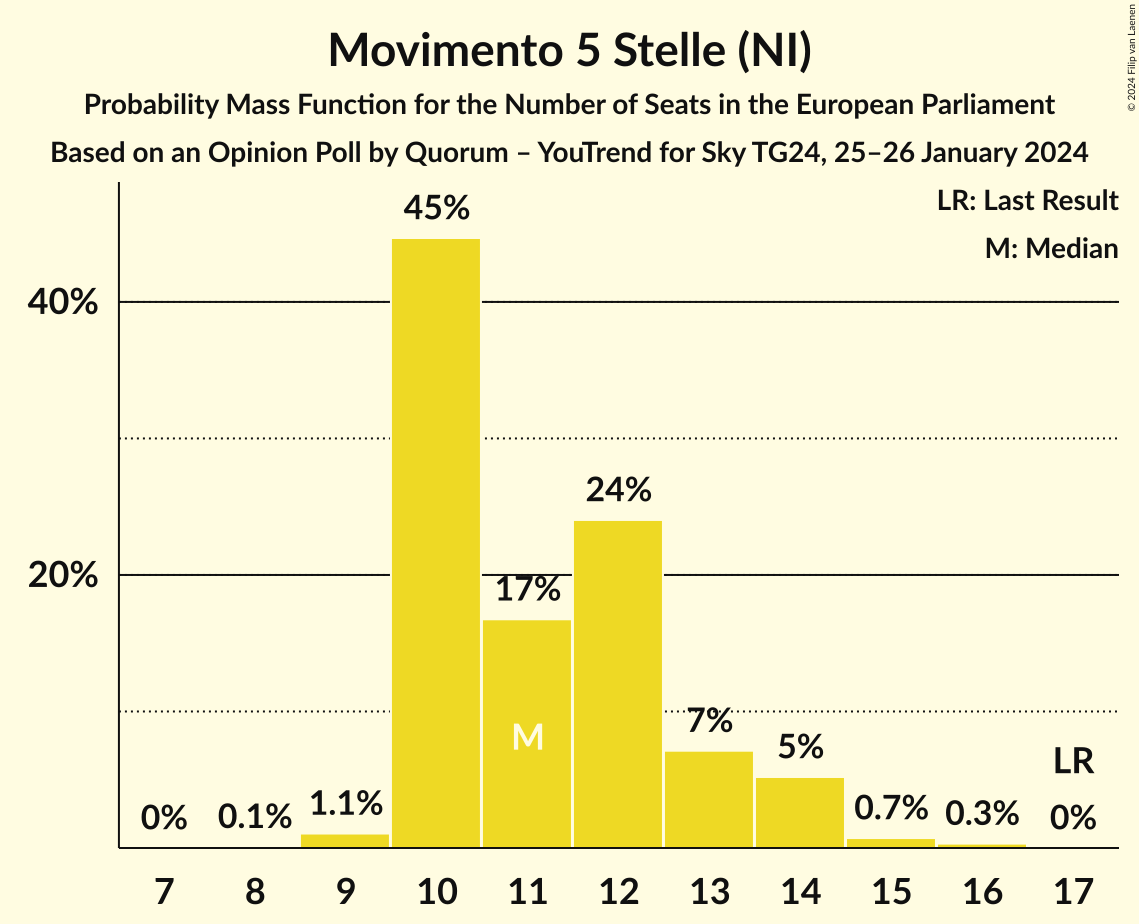 Movimento 5 Stelle (NI)
Probability Mass Function for the Number of Seats in the European Parliament
Based on an Opinion Poll by Quorum – YouTrend for Sky TG24, 25–26 January 2024
© 2024 Filip van Laenen
LR: Last Result
M: Median
45%
40%
24%
20%
17%
7%
M
5%
LR
0%
0.1%
1.1%
0.7%
0.3%
0%
7 8 9 10 11 12 13 14 15 16 17